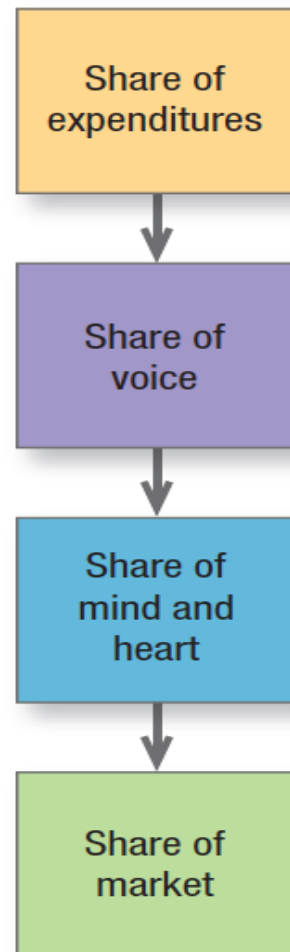 Share of
expenditures
Share of
voice
Share of
mind and
heart
Share of
market